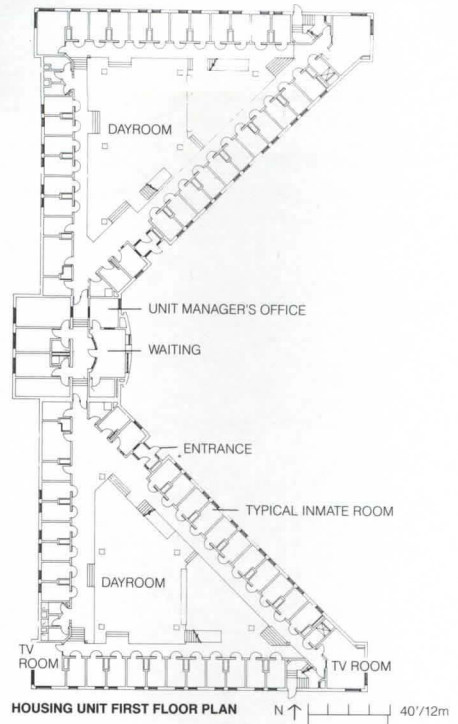 DAYROOM
UNIT MANAGER'S OFFICE
WAITING
ENTRANCE
TYPICAL INMATE ROOM
DAYROOM
TV
ROOM
TV ROOM
HOUSING UNIT FIRST FLOOR PLAN
N
40'/12m